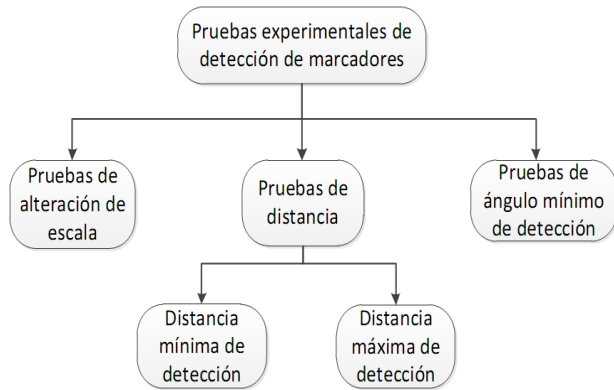 Pruebas experimentales de
detección de marcadores
Pruebas de
alteración de
escala
Pruebas de
distancia
Pruebas de
ángulo mínimo
de detección
Distancia
mínima de
detección
Distancia
máxima de
detección